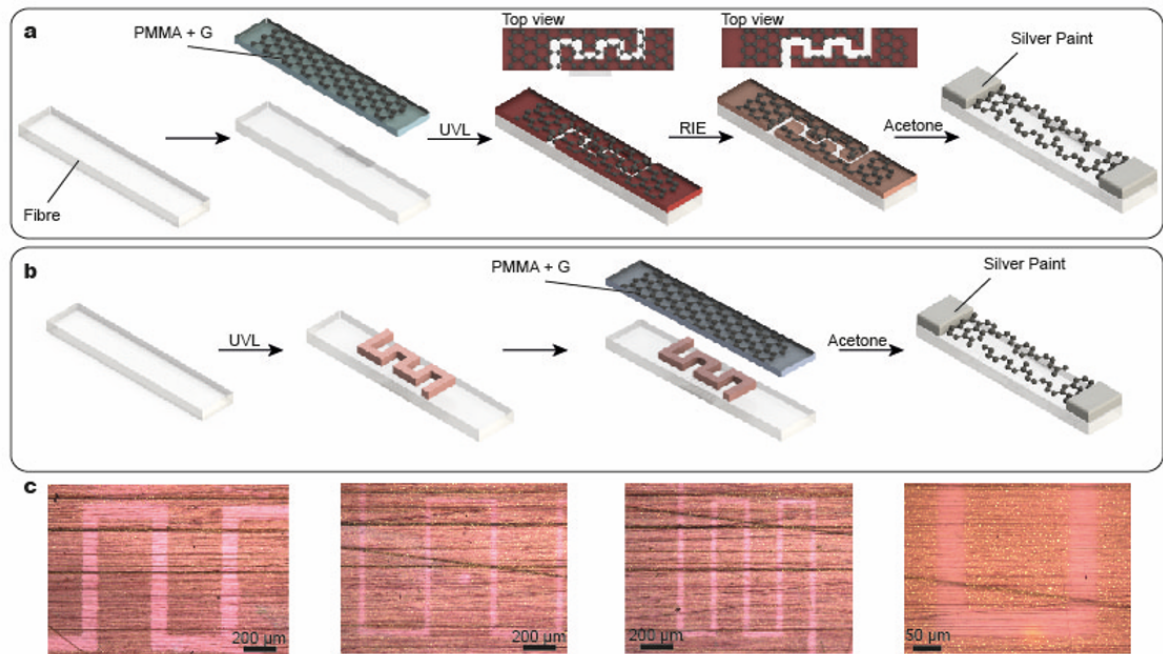 a
PMMA + G
Top view
Top view
Silver Paint
UVL
RIE
Acetone
Fibre
b
PMMA + G
Silver Paint
UVL
Acetone
c
200 µm
200 µm
200 µm
50 µm